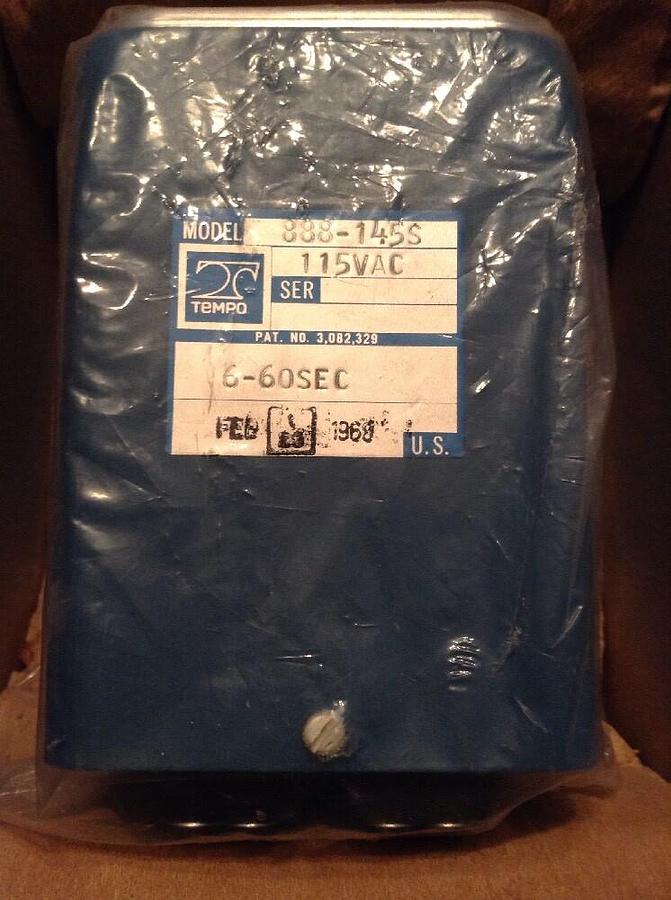 MODEL 888-145S
115VAC
SER
TEMPO
PAT. NO. 3,082,329
6-60SEC
FEB 1968
U.S.